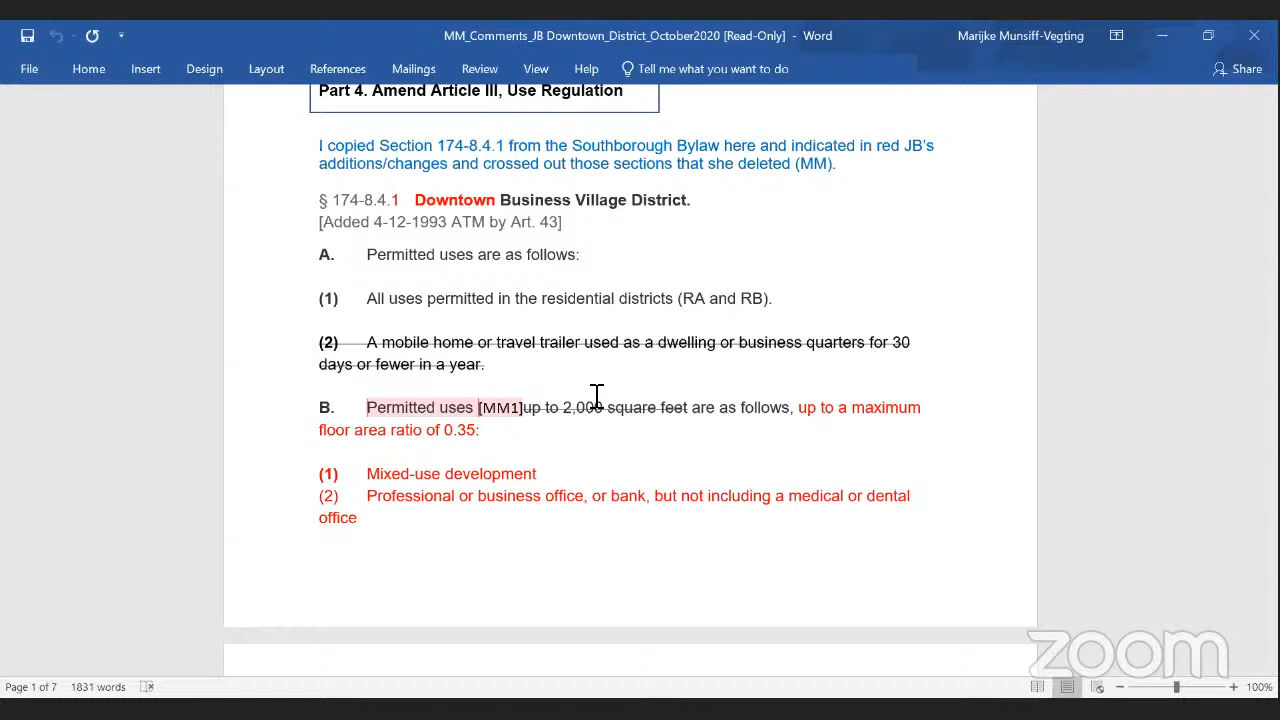 MM_Comments_JB Downtown_District_October2020 [Read-Only] - Word
Marijke Munsiff-Vegting
File Home Insert Design Layout References Mailings Review View Help Tell me what you want to do Share
Part 4. Amend Article III, Use Regulation
I copied Section 174-8.4.1 from the Southborough Bylaw here and indicated in red JB's
additions/changes and crossed out those sections that she deleted (MM).
§ 174-8.4.1 Downtown Business Village District.
[Added 4-12-1993 ATM by Art. 43]
A. Permitted uses are as follows:
(1) All uses permitted in the residential districts (RA and RB).
(2) A mobile home or travel trailer used as a dwelling or business quarters for 30
days or fewer in a year.
B. Permitted uses [MM1]up to 2,000 square feet are as follows, up to a maximum
floor area ratio of 0.35:
(1) Mixed-use development
(2) Professional or business office, or bank, but not including a medical or dental
office
zoom
Page 1 of 7 1831 words 100%